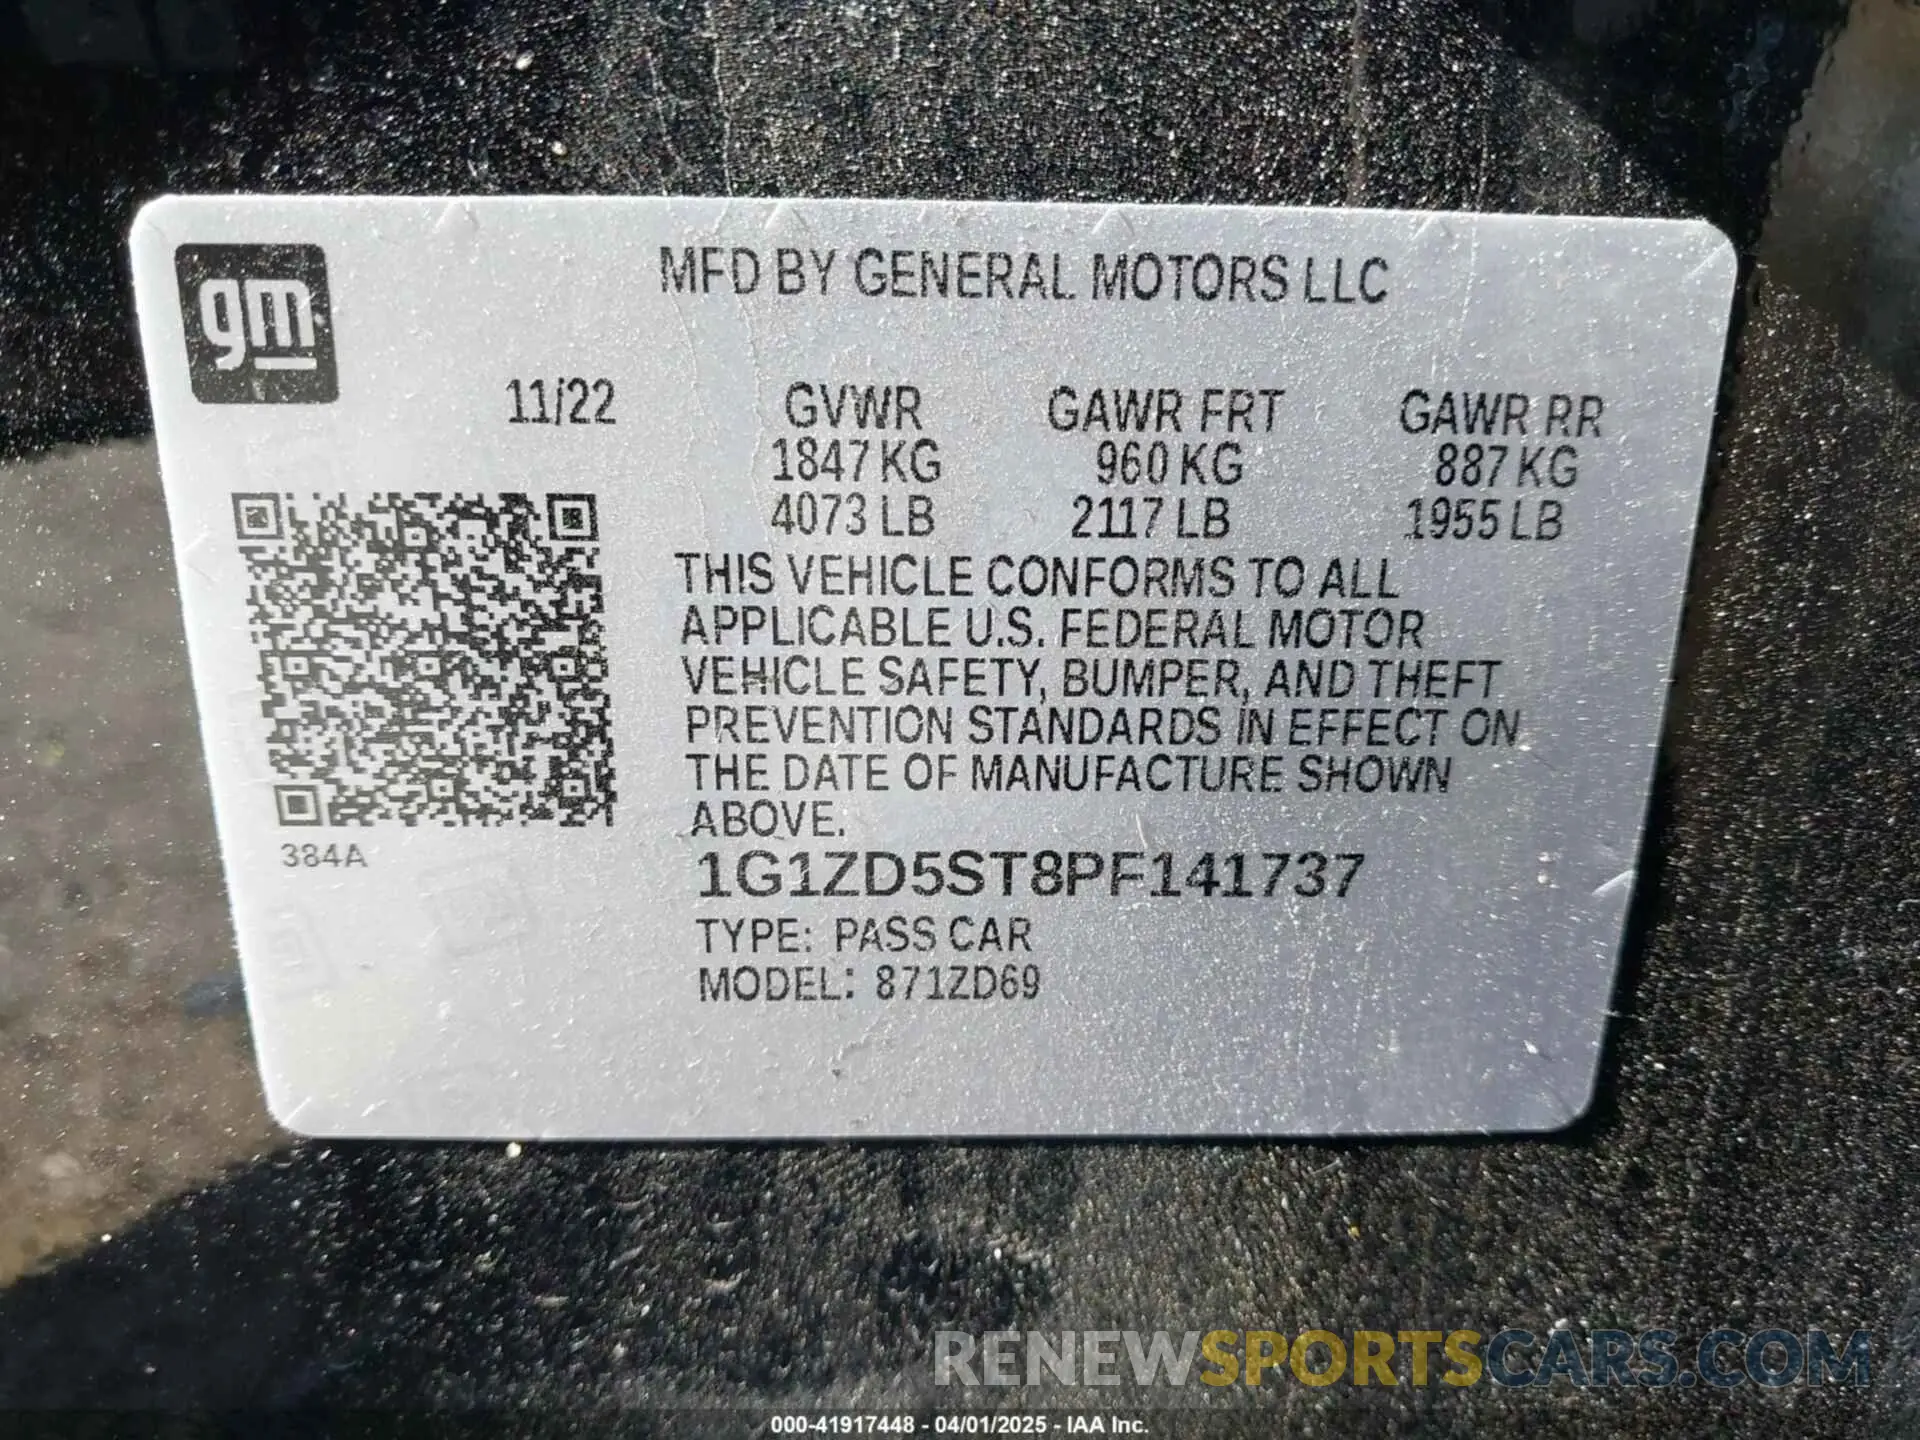 gm
MFD BY GENERAL MOTORS LLC
11/22 GVWR GAWR FRT GAWR RR
1847 KG 960 KG 887 KG
4073 LB 2117 LB 1955 LB
THIS VEHICLE CONFORMS TO ALL
APPLICABLE U.S. FEDERAL MOTOR
VEHICLE SAFETY, BUMPER, AND THEFT
PREVENTION STANDARDS IN EFFECT ON
THE DATE OF MANUFACTURE SHOWN
ABOVE.
384A
1G1ZD5ST8PF141737
TYPE: PASS CAR
MODEL: 871ZD69
RENEWSPORTSCARS.COM
000-41917448 - 04/01/2025 - IAA Inc.